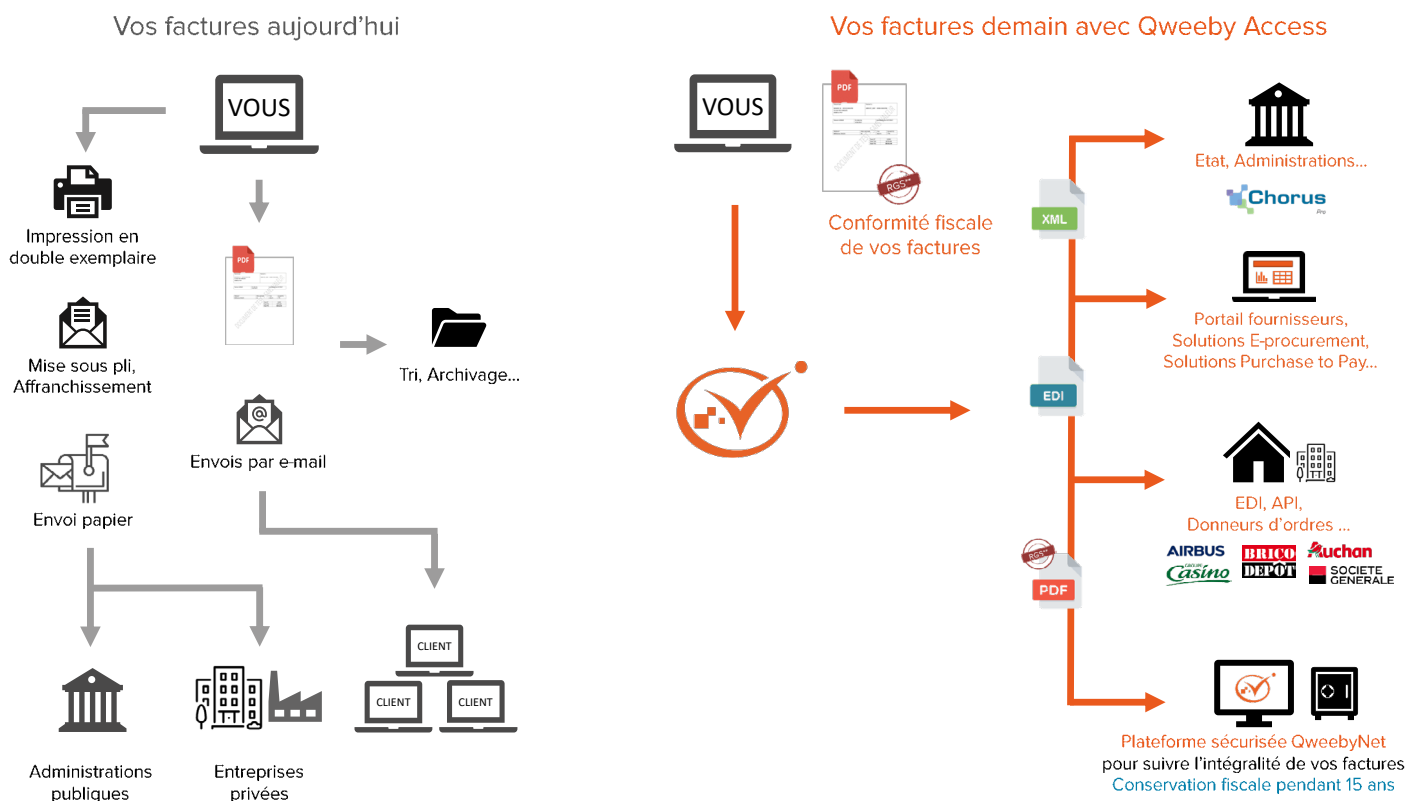 Vos factures aujourd'hui
VOUS
Impression en
double exemplaire
PDF
Mise sous pli,
Affranchissement
Tri, Archivage...
Envois par e-mail
Envoi papier
CLIENT
CLIENT
CLIENT
Administrations
publiques
Entreprises
privées
Vos factures demain avec Qweeby Access
VOUS
PDF
RGS**
Conformité fiscale
de vos factures
XML
EDI
RGS**
PDF
Etat, Administrations...
Chorus
Pro
Portail fournisseurs,
Solutions E-procurement,
Solutions Purchase to Pay...
EDI, API,
Donneurs d'ordres ...
AIRBUS
BRICO
DEPÔT
Auchan
Casino
SOCIETE
GENERALE
Plateforme sécurisée QweebyNet
pour suivre l'intégralité de vos factures
Conservation fiscale pendant 15 ans